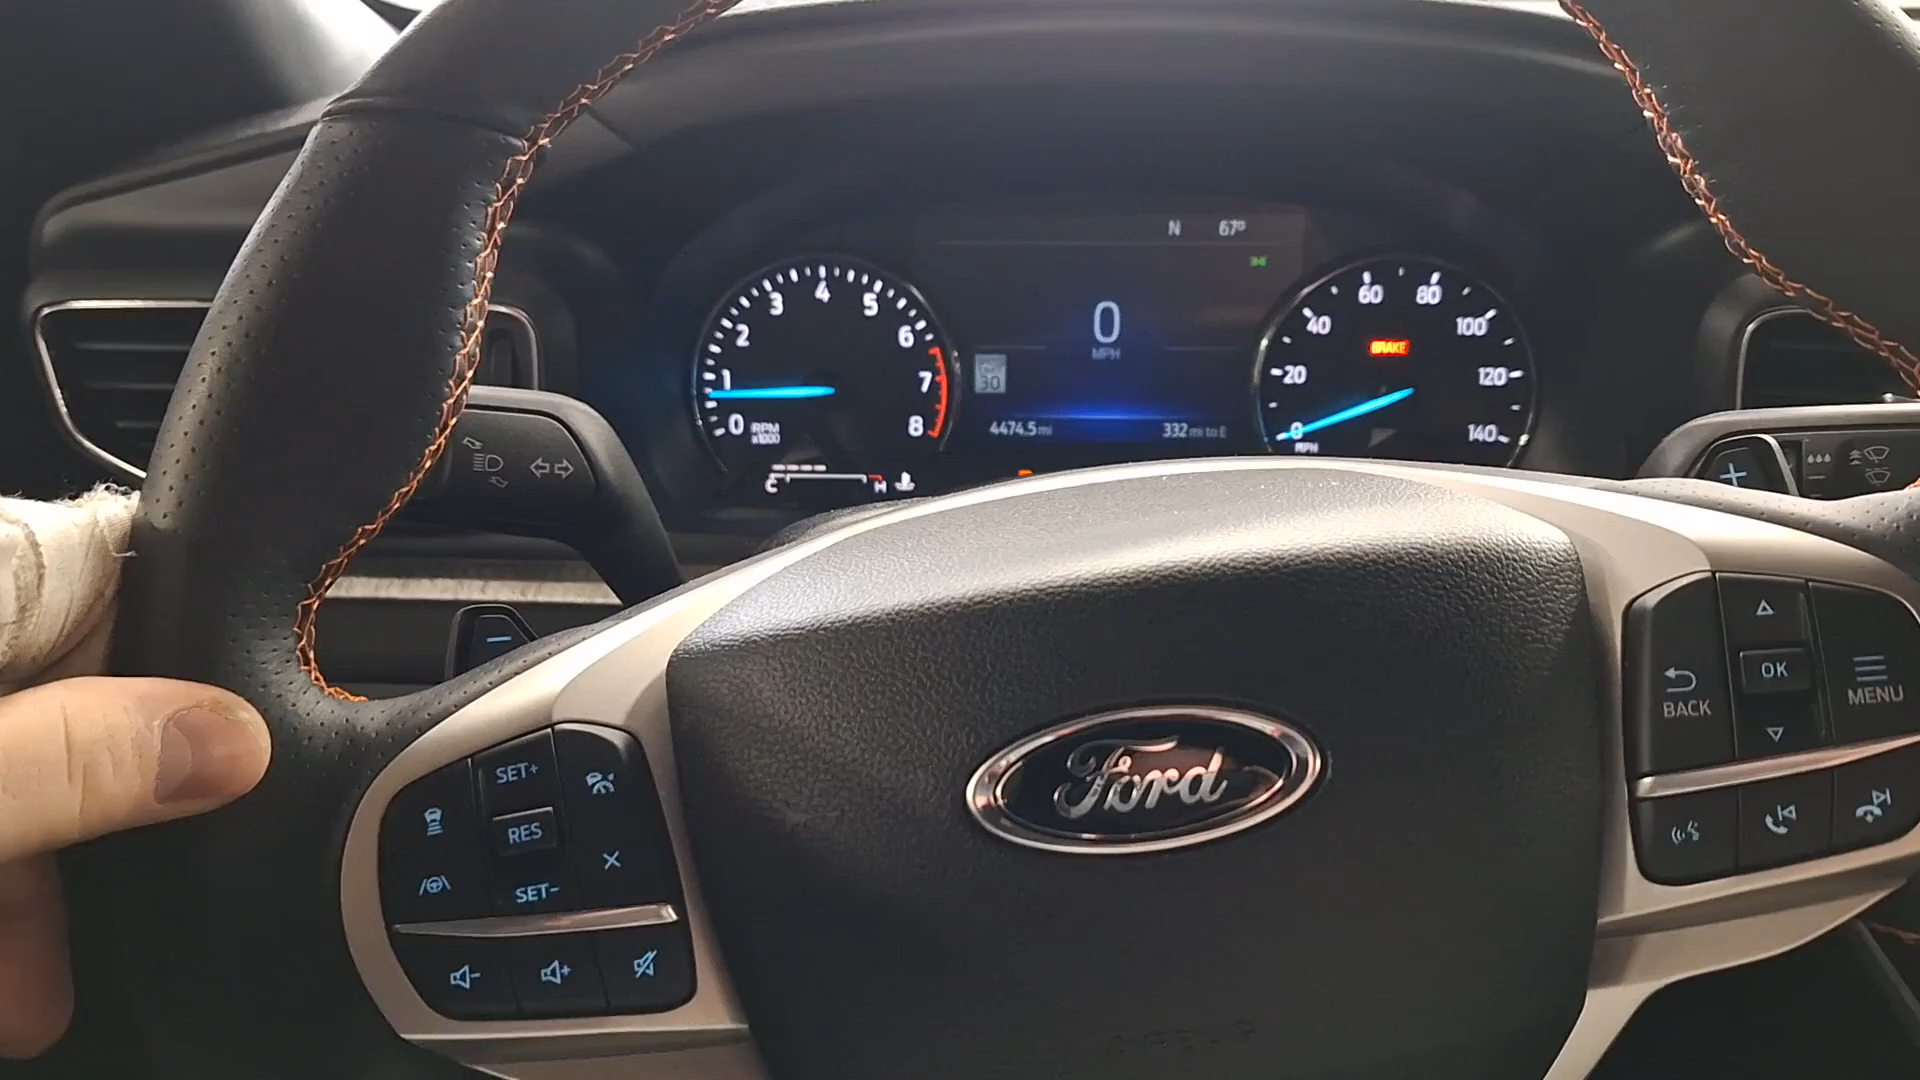 N 67°
4
3 5
2 6
1 7
0 RPM x1000 8
C H
0
MPH
30
4474.5 mi 332 mi to E
60 80
40 100
BRAKE
20 120
0 140
MPH
Ford
SET+
RES
SET-
OK
BACK
MENU